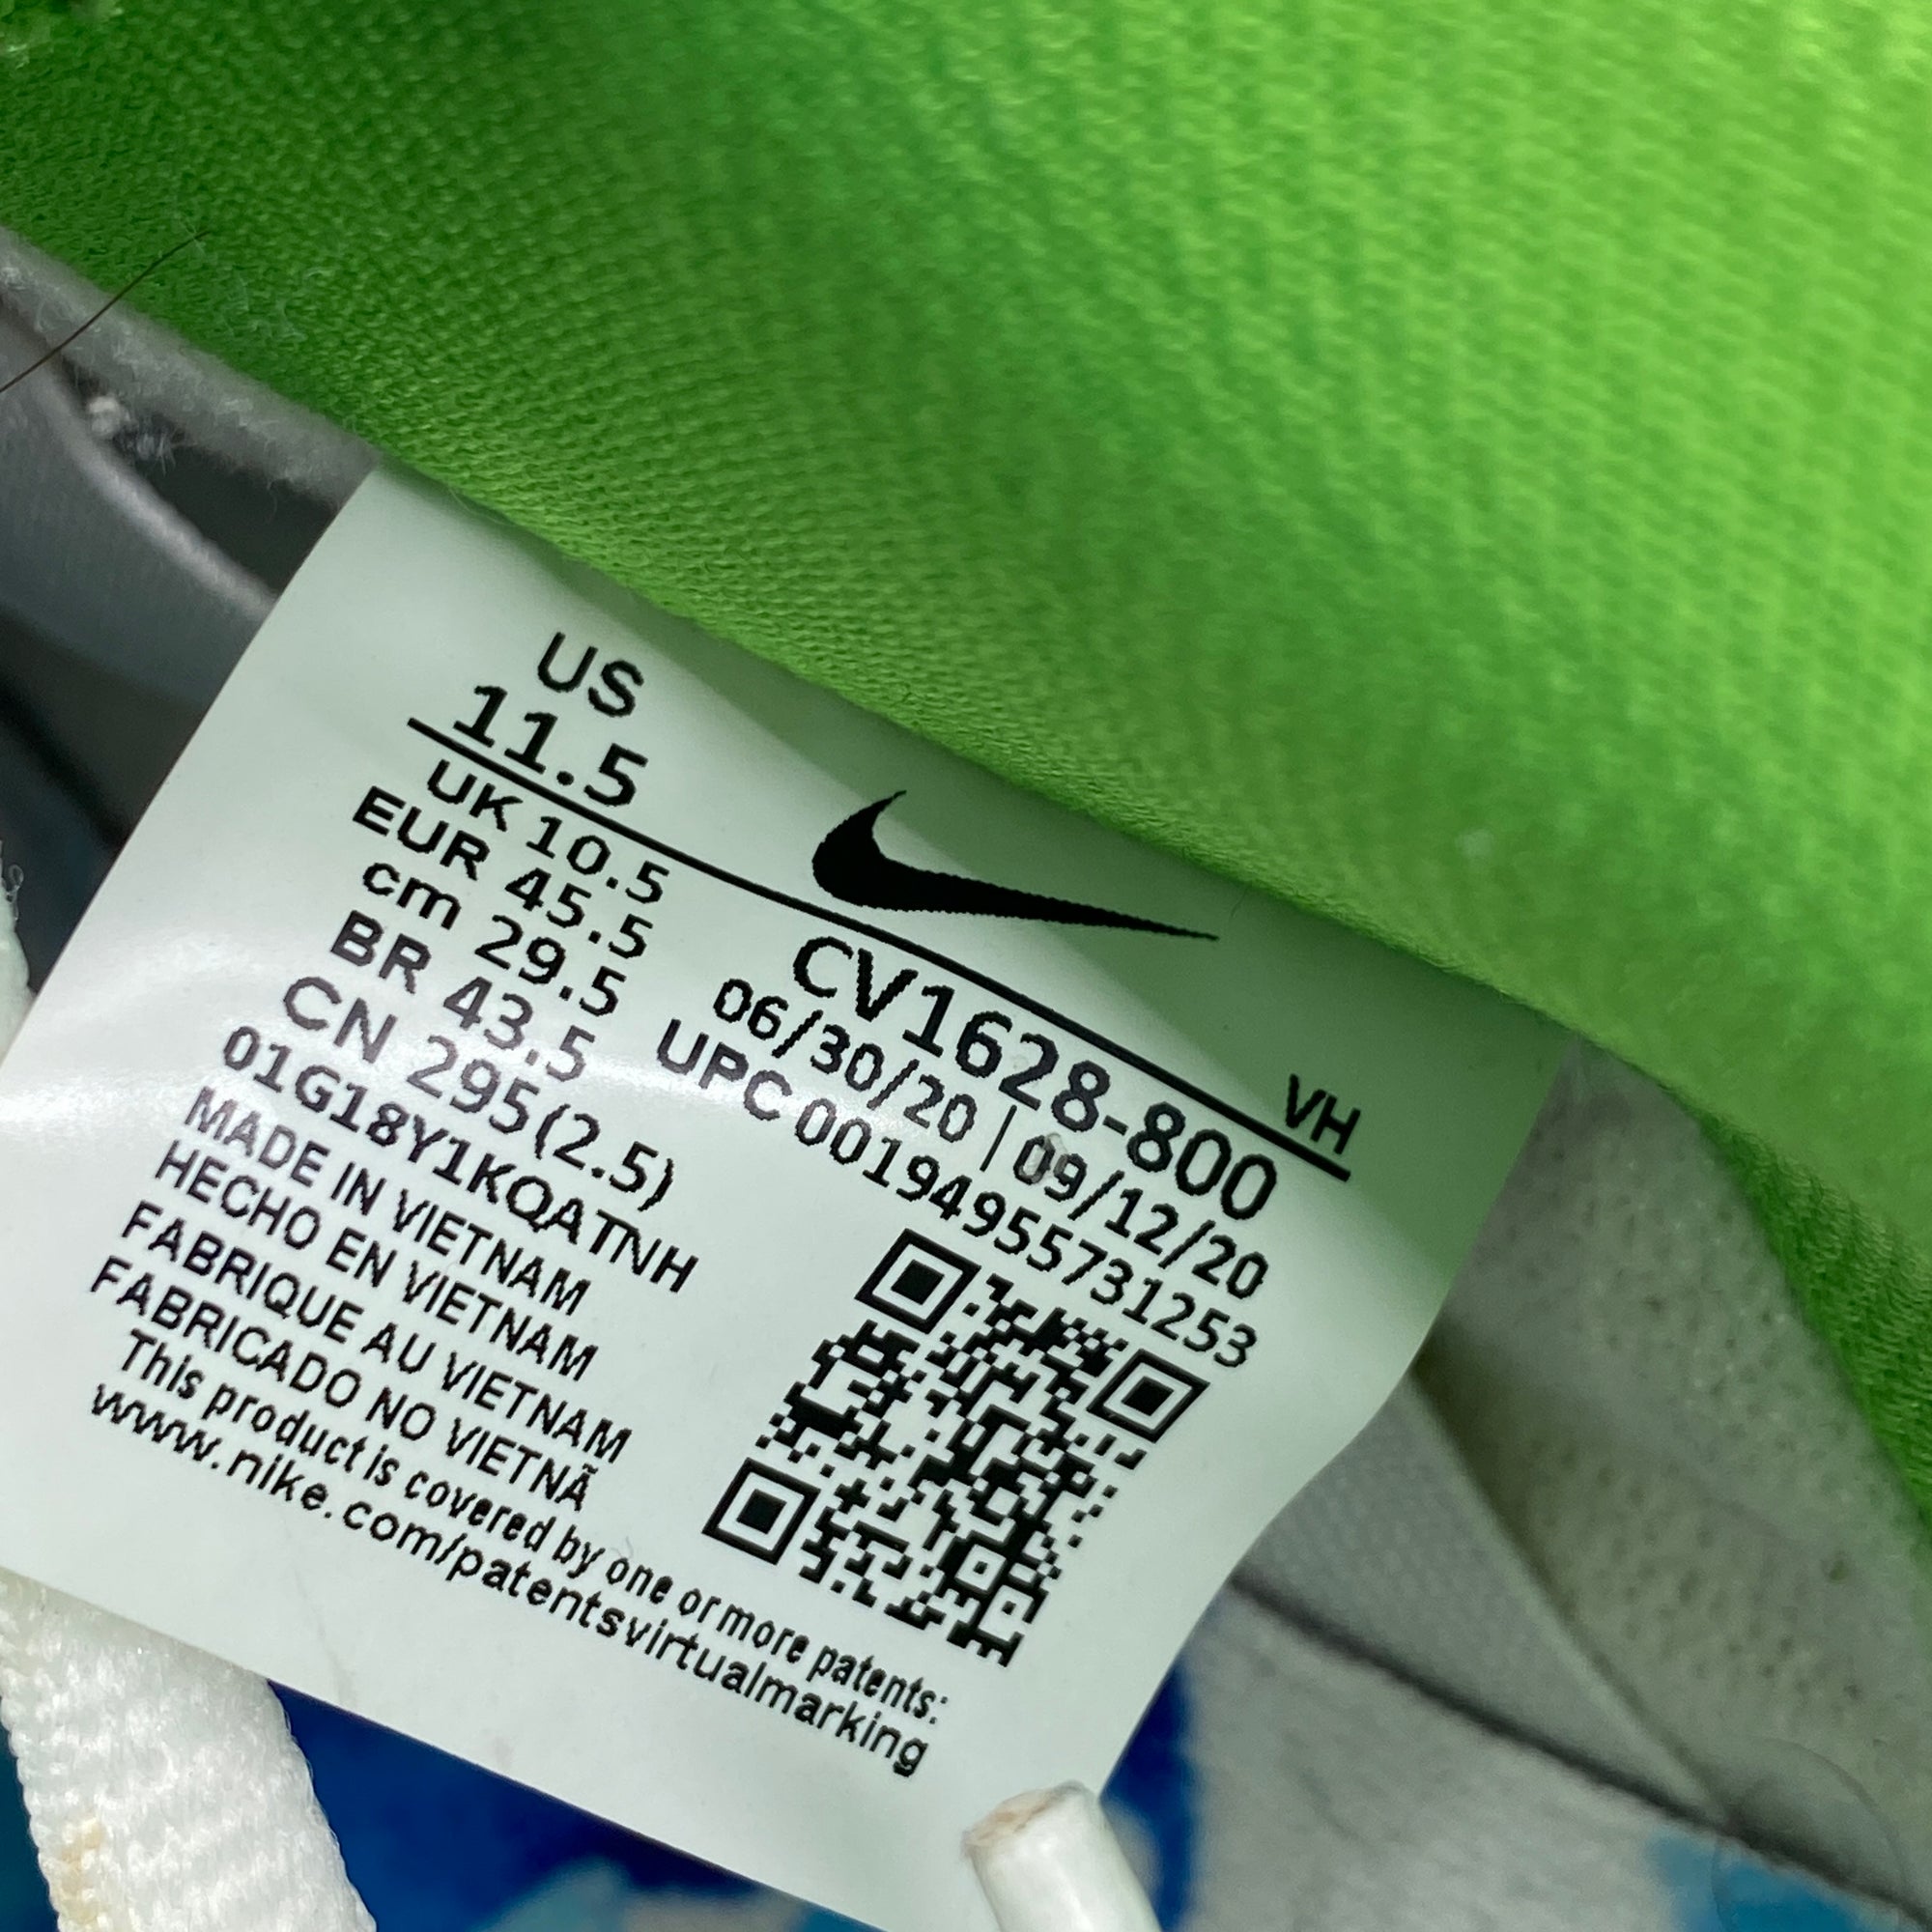 US
11.5
UK 10.5
EUR 45.5
cm 29.5
BR 43.5
CN 295(2.5)
01G18Y1KQATNH
MADE IN VIETNAM
HECHO EN VIETNAM
FABRIQUE AU VIETNAM
FABRICADO NO VIETNÃ
This product is covered by one or more patents:
www.nike.com/patentsvirtualmarking
VH
CV1628-800
06/30/20 | 09/12/20
UPC 00194955731253